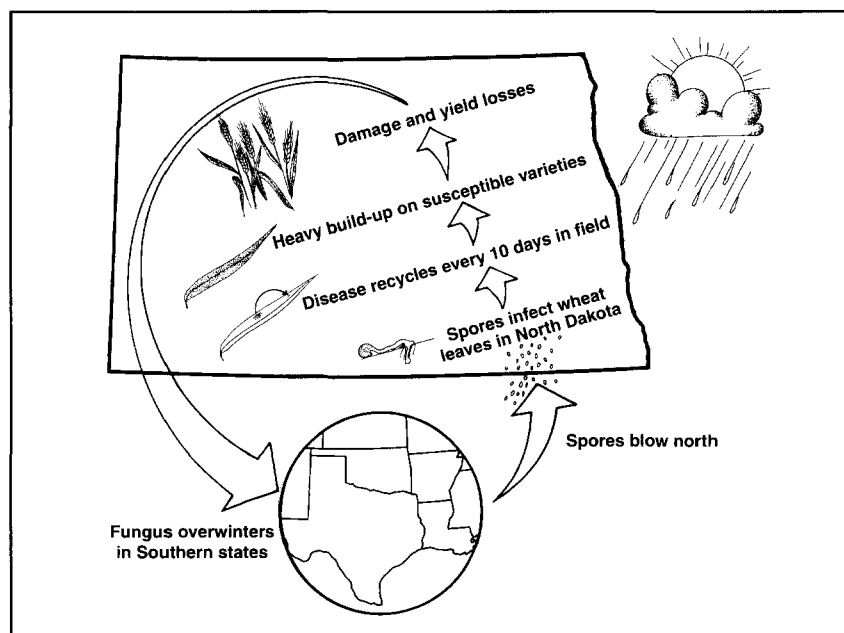 Damage and yield losses
Heavy build-up on susceptible varieties
Disease recycles every 10 days in field
Spores infect wheat
leaves in North Dakota
Spores blow north
Fungus overwinters
in Southern states